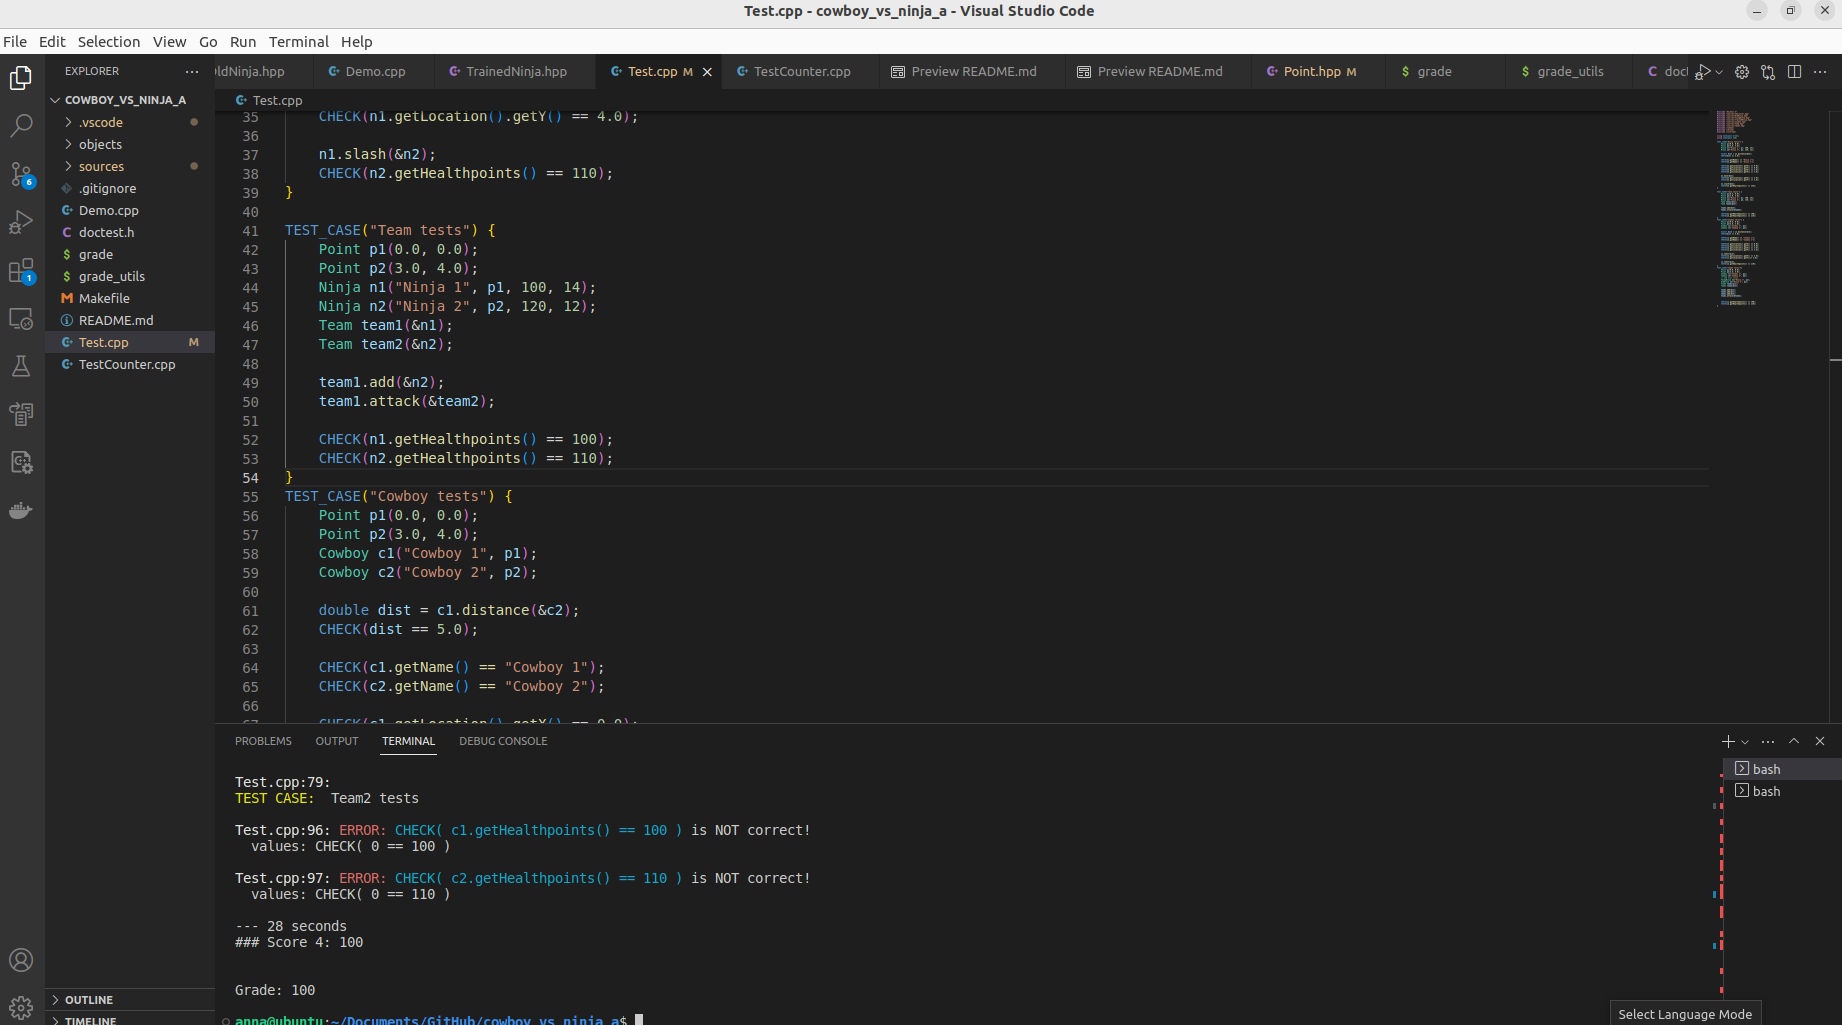 Test.cpp - cowboy_vs_ninja_a - Visual Studio Code
File Edit Selection View Go Run Terminal Help
EXPLORER
COWBOY_VS_NINJA_A
.vscode
objects
sources
.gitignore
Demo.cpp
doctest.h
grade
grade_utils
Makefile
README.md
Test.cpp M
TestCounter.cpp
OUTLINE
TIMELINE
6
1
ldNinja.hpp Demo.cpp TrainedNinja.hpp Test.cpp M TestCounter.cpp Preview README.md Preview README.md Point.hpp M grade grade_utils doct
Test.cpp
35 CHECK(n1.getLocation().getY() == 4.0);
36
37 n1.slash(&n2);
38 CHECK(n2.getHealthpoints() == 110);
39 }
40
41 TEST_CASE("Team tests") {
42 Point p1(0.0, 0.0);
43 Point p2(3.0, 4.0);
44 Ninja n1("Ninja 1", p1, 100, 14);
45 Ninja n2("Ninja 2", p2, 120, 12);
46 Team team1(&n1);
47 Team team2(&n2);
48
49 team1.add(&n2);
50 team1.attack(&team2);
51
52 CHECK(n1.getHealthpoints() == 100);
53 CHECK(n2.getHealthpoints() == 110);
54 }
55 TEST_CASE("Cowboy tests") {
56 Point p1(0.0, 0.0);
57 Point p2(3.0, 4.0);
58 Cowboy c1("Cowboy 1", p1);
59 Cowboy c2("Cowboy 2", p2);
60
61 double dist = c1.distance(&c2);
62 CHECK(dist == 5.0);
63
64 CHECK(c1.getName() == "Cowboy 1");
65 CHECK(c2.getName() == "Cowboy 2");
66
PROBLEMS OUTPUT TERMINAL DEBUG CONSOLE
Test.cpp:79:
TEST CASE:  Team2 tests
Test.cpp:96: ERROR: CHECK( c1.getHealthpoints() == 100 ) is NOT correct!
values: CHECK( 0 == 100 )
Test.cpp:97: ERROR: CHECK( c2.getHealthpoints() == 110 ) is NOT correct!
values: CHECK( 0 == 110 )
--- 28 seconds
### Score 4: 100
Grade: 100
anna@ubuntu:~/Documents/GitHub/cowboy_vs_ninja_a$
bash
bash
Select Language Mode